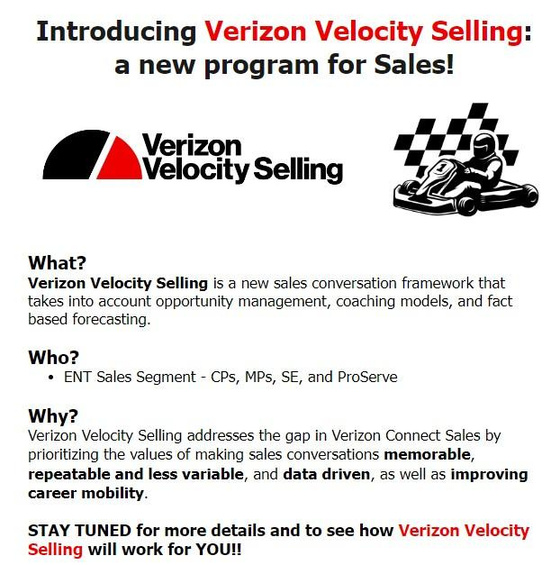 Introducing Verizon Velocity Selling:
a new program for Sales!
Verizon
Velocity Selling
1
What?
Verizon Velocity Selling is a new sales conversation framework that
takes into account opportunity management, coaching models, and fact
based forecasting.
Who?
• ENT Sales Segment - CPs, MPs, SE, and ProServe
Why?
Verizon Velocity Selling addresses the gap in Verizon Connect Sales by
prioritizing the values of making sales conversations memorable,
repeatable and less variable, and data driven, as well as improving
career mobility.
STAY TUNED for more details and to see how Verizon Velocity
Selling will work for YOU!!